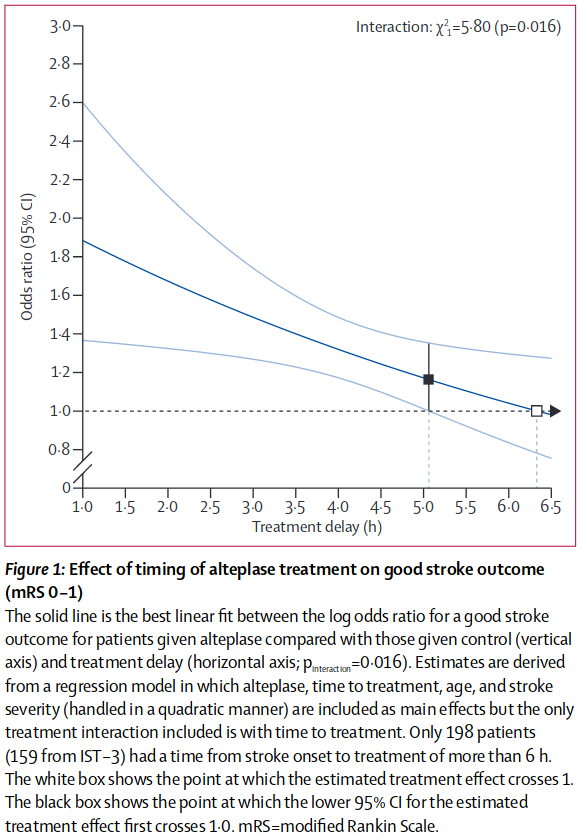 Interaction: χ²₁=5·80 (p=0·016)
3·0
2·8
2·6
2·4
2·2
2·0
1·8
1·6
1·4
1·2
1·0
0·8
0
Odds ratio (95% CI)
1·0 1·5 2·0 2·5 3·0 3·5 4·0 4·5 5·0 5·5 6·0 6·5
Treatment delay (h)
Figure 1: Effect of timing of alteplase treatment on good stroke outcome
(mRS 0–1)
The solid line is the best linear fit between the log odds ratio for a good stroke
outcome for patients given alteplase compared with those given control (vertical
axis) and treatment delay (horizontal axis; pinteraction=0·016). Estimates are derived
from a regression model in which alteplase, time to treatment, age, and stroke
severity (handled in a quadratic manner) are included as main effects but the only
treatment interaction included is with time to treatment. Only 198 patients
(159 from IST–3) had a time from stroke onset to treatment of more than 6 h.
The white box shows the point at which the estimated treatment effect crosses 1.
The black box shows the point at which the lower 95% CI for the estimated
treatment effect first crosses 1·0. mRS=modified Rankin Scale.